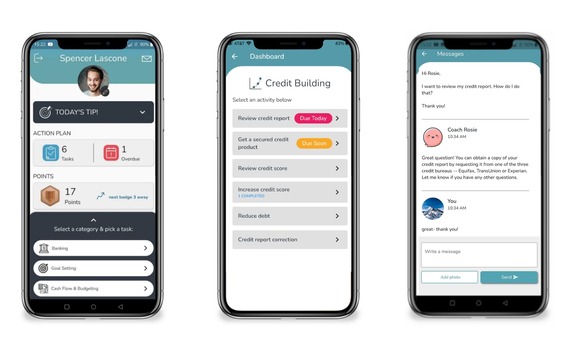 15:22
Spencer Lascone
TODAY'S TIP!
ACTION PLAN
6
Tasks
1
Overdue
POINTS
17
Points
next badge 3 away
Select a category & pick a task:
Banking
Goal Setting
Cash Flow & Budgeting
AT&T
Dashboard
Credit Building
Select an activity below
Review credit report
Due Today
Get a secured credit
product
Due Soon
Review credit score
Increase credit score
1 COMPLETED
Reduce debt
Credit report correction
Messages
Hi Rosie,
I want to review my credit report. How do I do
that?
Thank you!
Coach Rosie
10:34 AM
Great question! You can obtain a copy of your
credit report by requesting it from one of the three
credit bureaus -- Equifax, TransUnion or Experian.
Let me know if you have any other questions.
You
10:34 AM
great- thank you!
Write a message
Add photo
Send